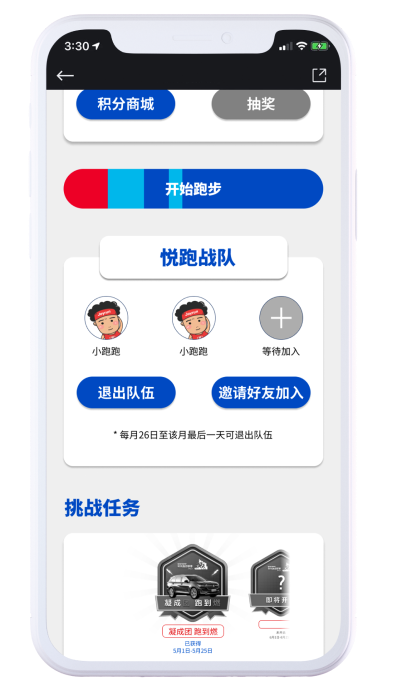 3:30
积分商城
抽奖
开始跑步
悦跑战队
小跑跑
小跑跑
等待加入
退出队伍
邀请好友加入
* 每月26日至该月最后一天可退出队伍
挑战任务
凝成 跑到燃
?
即将开
凝成团 跑到燃
已获得
5月1日-5月25日